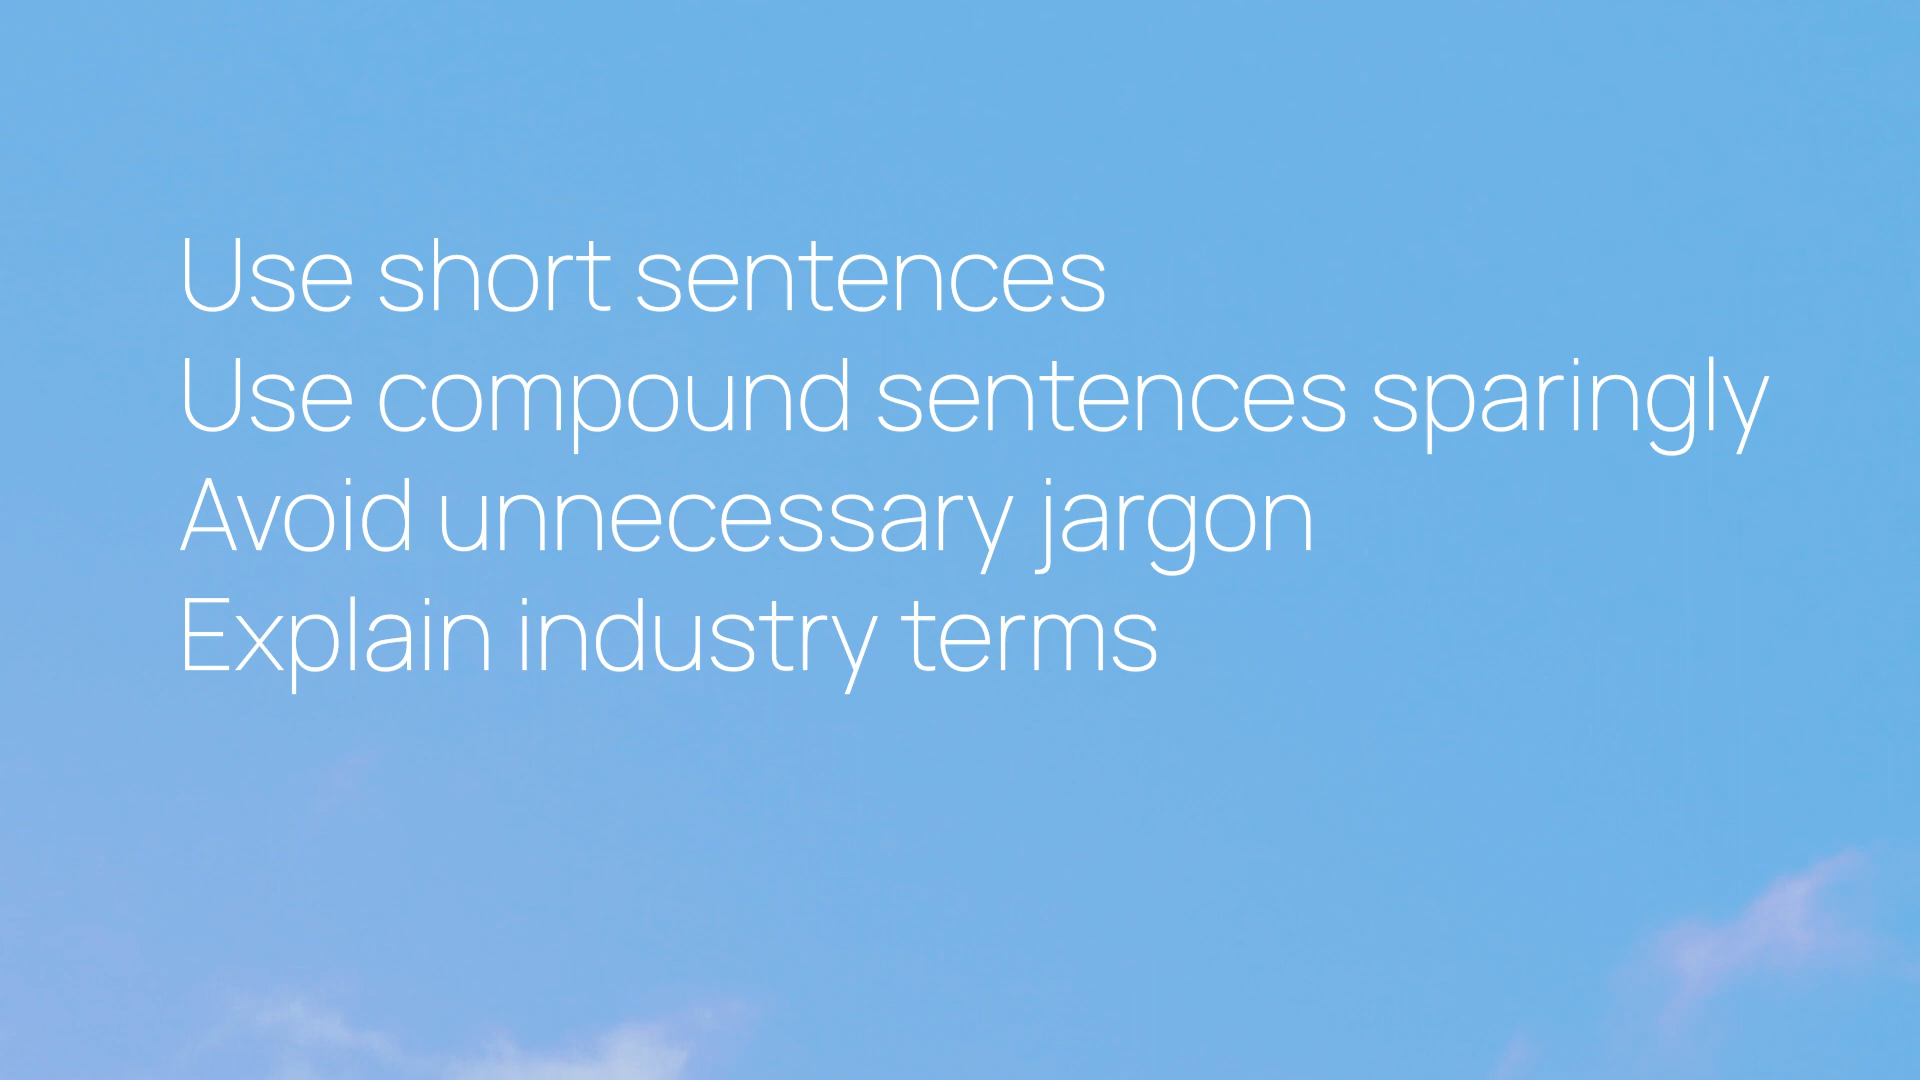 Use short sentences
Use compound sentences sparingly
Avoid unnecessary jargon
Explain industry terms